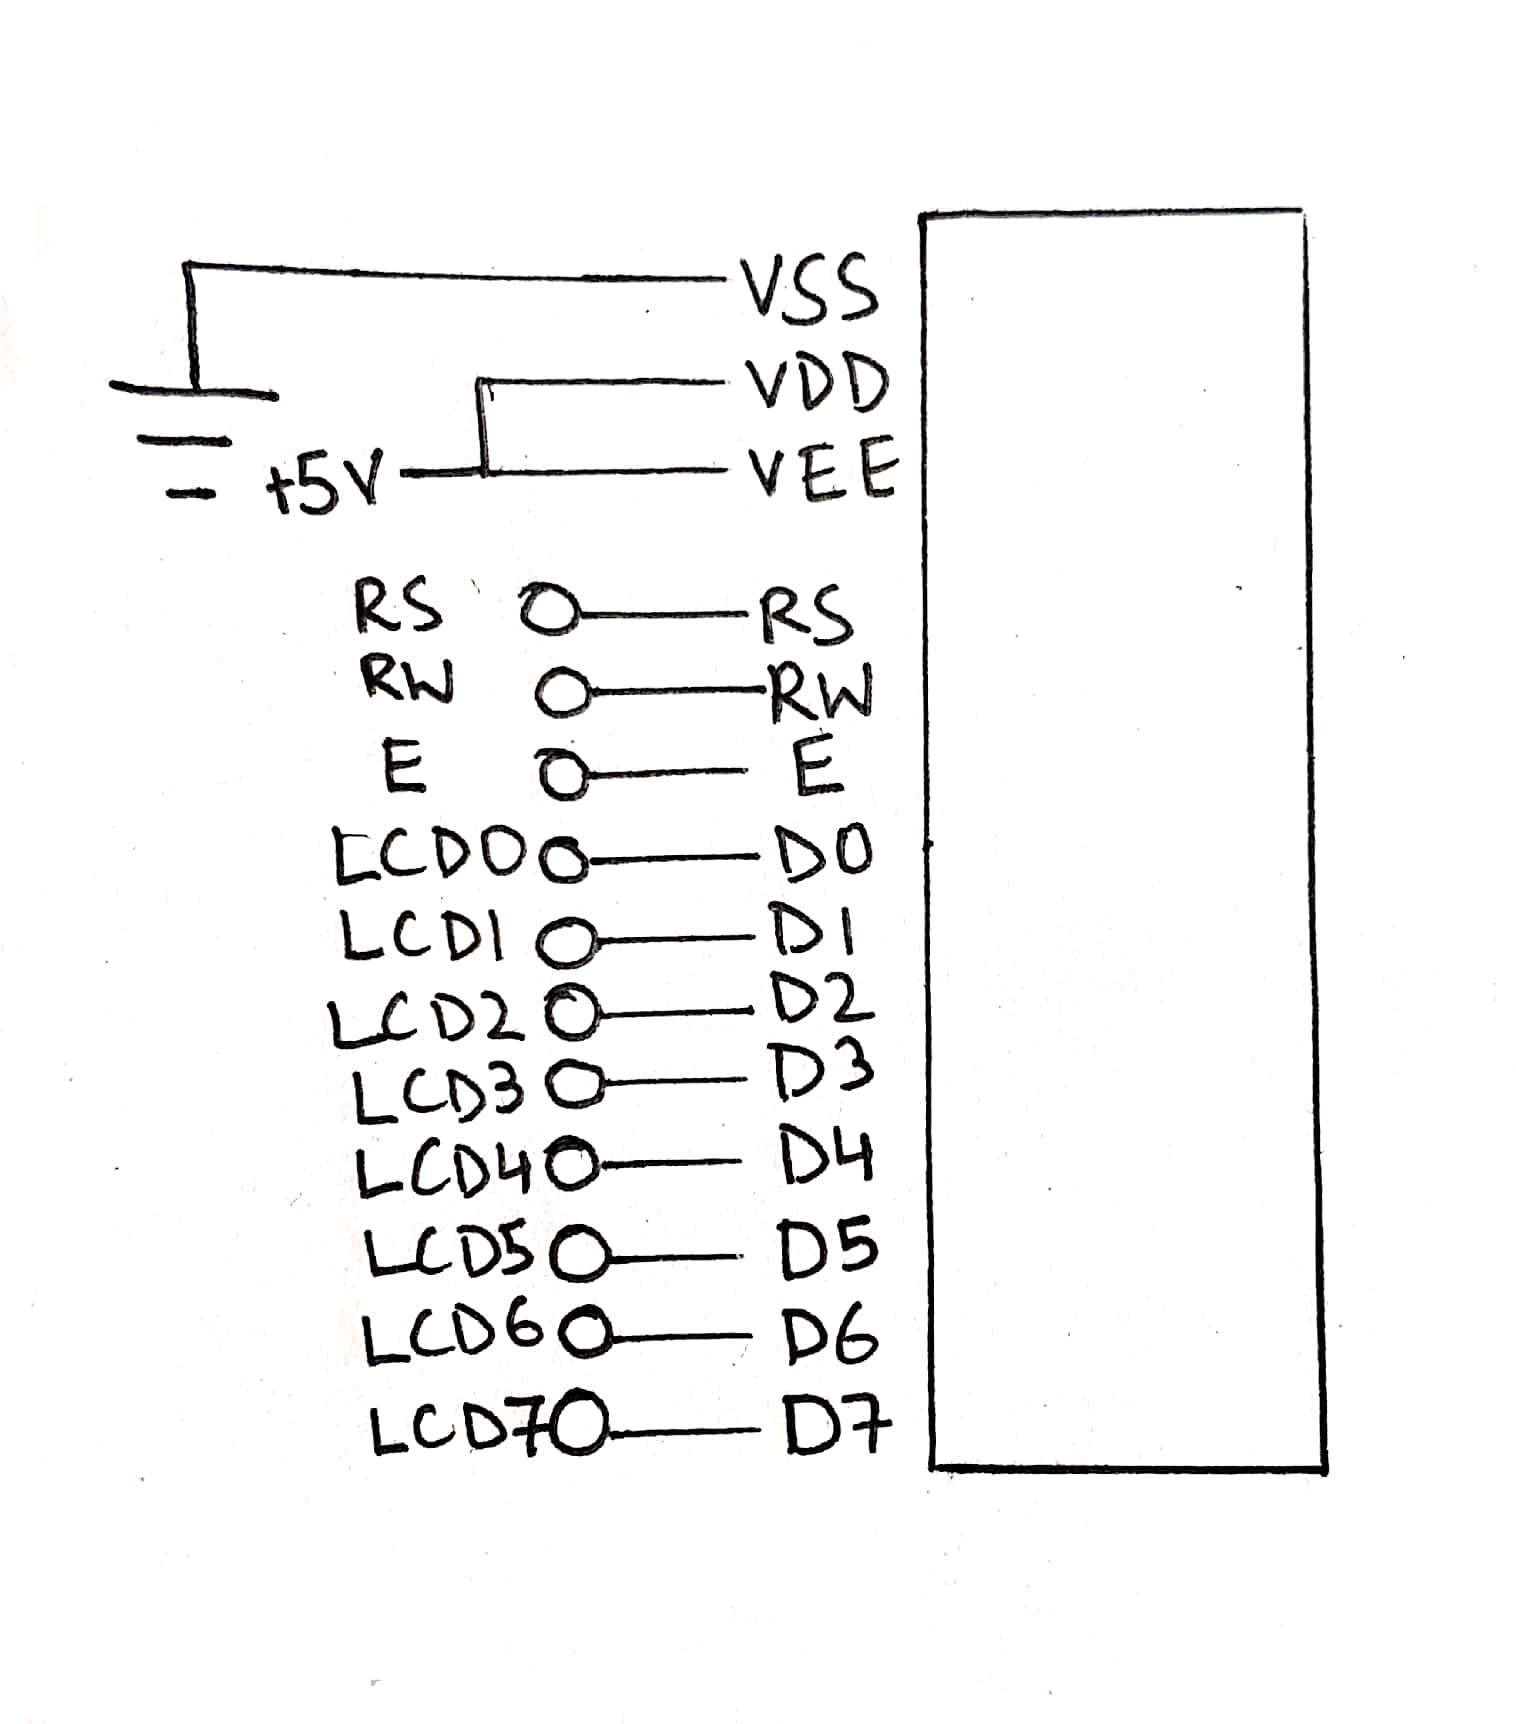 VSS
VDD
+5V VEE
RS RS
RW RW
E E
LCD0 D0
LCD1 D1
LCD2 D2
LCD3 D3
LCD4 D4
LCD5 D5
LCD6 D6
LCD7 D7